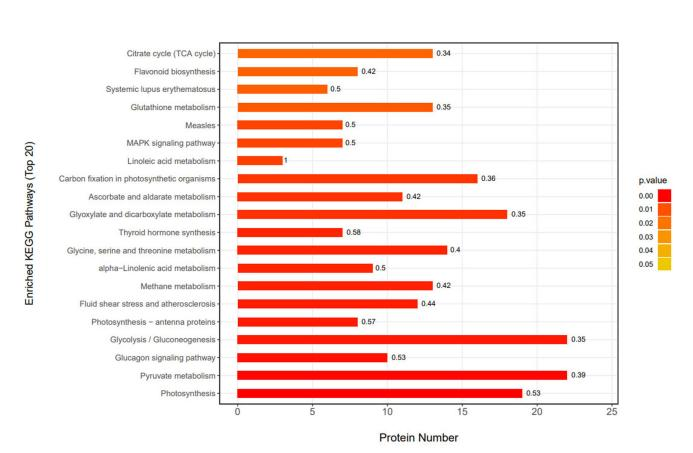 Enriched KEGG Pathways (Top 20)
Citrate cycle (TCA cycle) 0.34
Flavonoid biosynthesis 0.42
Systemic lupus erythematosus 0.5
Glutathione metabolism 0.35
Measles 0.5
MAPK signaling pathway 0.5
Linoleic acid metabolism 1
Carbon fixation in photosynthetic organisms 0.36
Ascorbate and aldarate metabolism 0.42
Glyoxylate and dicarboxylate metabolism 0.35
Thyroid hormone synthesis 0.58
Glycine, serine and threonine metabolism 0.4
alpha−Linolenic acid metabolism 0.5
Methane metabolism 0.42
Fluid shear stress and atherosclerosis 0.44
Photosynthesis − antenna proteins 0.57
Glycolysis / Gluconeogenesis 0.35
Glucagon signaling pathway 0.53
Pyruvate metabolism 0.39
Photosynthesis 0.53
0 5 10 15 20 25
Protein Number
p.value
0.00
0.01
0.02
0.03
0.04
0.05